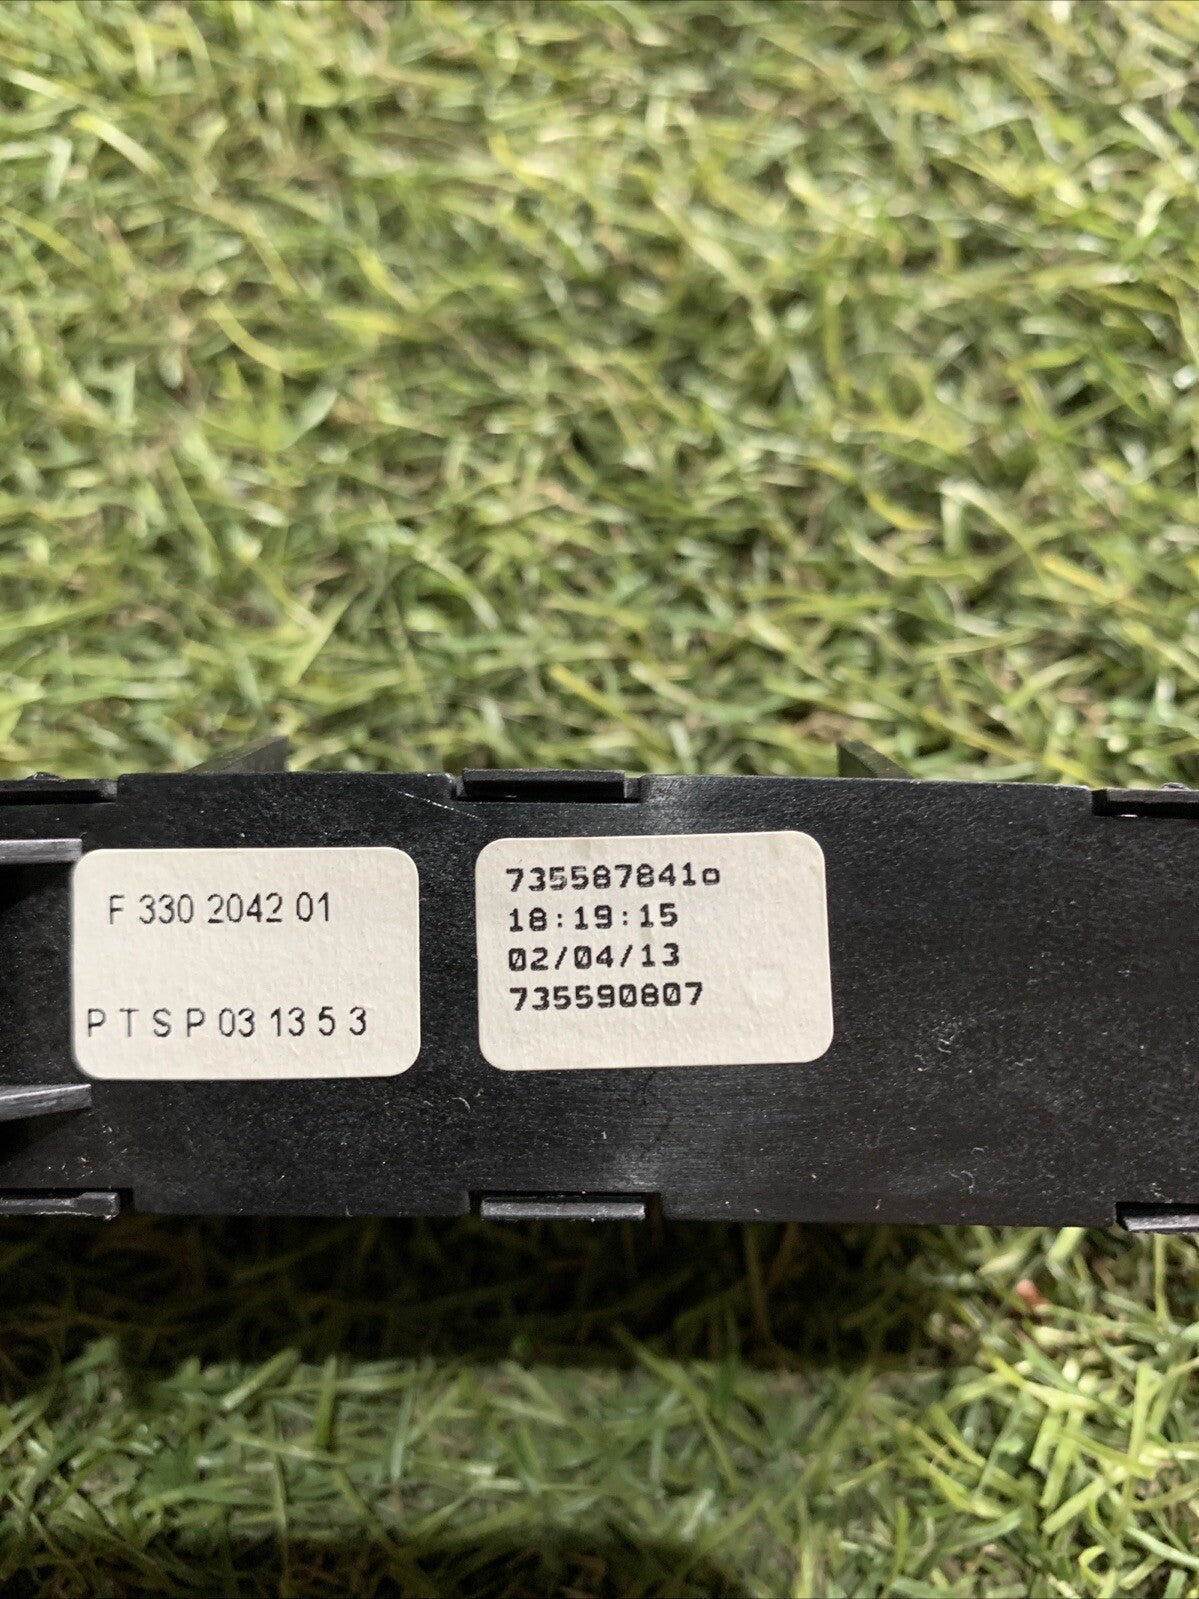 F 330 2042 01
P T S P 03 13 5 3
735587841o
18:19:15
02/04/13
735590807